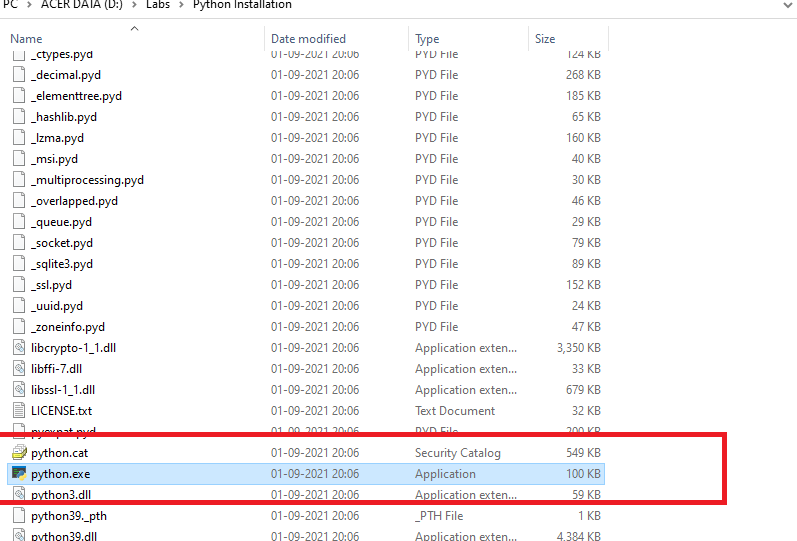 PC > ACER DATA (D:) > Labs > Python Installation
Name Date modified Type Size
_ctypes.pyd 01-09-2021 20:06 PYD File 124 KB
_decimal.pyd 01-09-2021 20:06 PYD File 268 KB
_elementtree.pyd 01-09-2021 20:06 PYD File 185 KB
_hashlib.pyd 01-09-2021 20:06 PYD File 65 KB
_lzma.pyd 01-09-2021 20:06 PYD File 160 KB
_msi.pyd 01-09-2021 20:06 PYD File 40 KB
_multiprocessing.pyd 01-09-2021 20:06 PYD File 30 KB
_overlapped.pyd 01-09-2021 20:06 PYD File 46 KB
_queue.pyd 01-09-2021 20:06 PYD File 29 KB
_socket.pyd 01-09-2021 20:06 PYD File 79 KB
_sqlite3.pyd 01-09-2021 20:06 PYD File 89 KB
_ssl.pyd 01-09-2021 20:06 PYD File 152 KB
_uuid.pyd 01-09-2021 20:06 PYD File 24 KB
_zoneinfo.pyd 01-09-2021 20:06 PYD File 47 KB
libcrypto-1_1.dll 01-09-2021 20:06 Application exten... 3,350 KB
libffi-7.dll 01-09-2021 20:06 Application exten... 33 KB
libssl-1_1.dll 01-09-2021 20:06 Application exten... 679 KB
LICENSE.txt 01-09-2021 20:06 Text Document 32 KB
pyexpat.pyd 01-09-2021 20:06 PYD File 200 KB
python.cat 01-09-2021 20:06 Security Catalog 549 KB
python.exe 01-09-2021 20:06 Application 100 KB
python3.dll 01-09-2021 20:06 Application exten... 59 KB
python39._pth 01-09-2021 20:06 _PTH File 1 KB
python39.dll 01-09-2021 20:06 Application exten... 4,384 KB